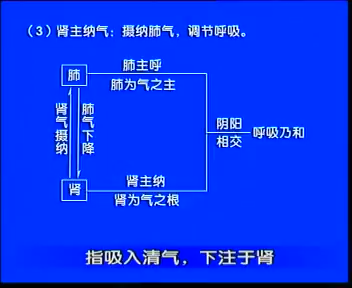 （3）肾主纳气：摄纳肺气，调节呼吸。
肺
肺主呼
肺为气之主
肾气摄纳
肺气下降
阴阳
相交
呼吸乃和
肾
肾主纳
肾为气之根
指吸入清气，下注于肾